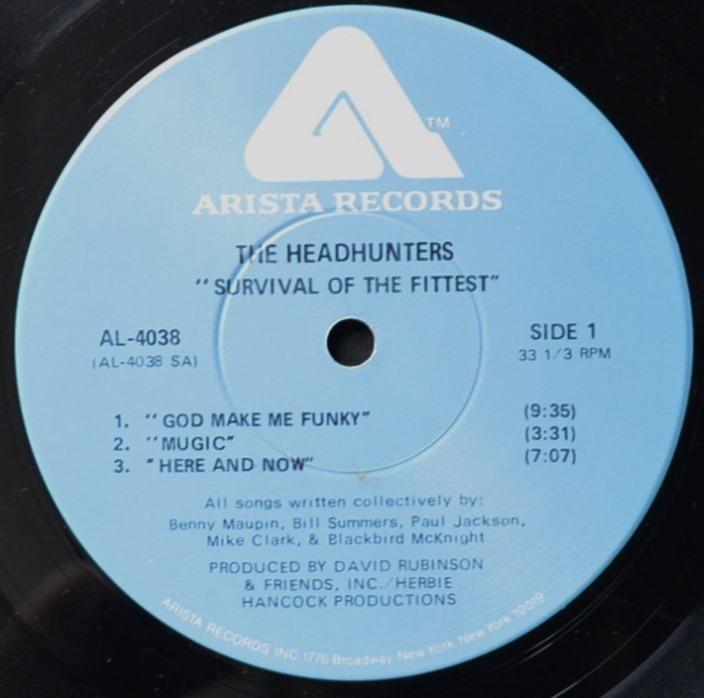 TM
ARISTA RECORDS
THE HEADHUNTERS
"SURVIVAL OF THE FITTEST"
AL-4038 SIDE 1
(AL-4038 SA) 33 1/3 RPM
1. "GOD MAKE ME FUNKY" (9:35)
2. "MUGIC" (3:31)
3. "HERE AND NOW" (7:07)
All songs written collectively by:
Benny Maupin, Bill Summers, Paul Jackson,
Mike Clark, & Blackbird McKnight
PRODUCED BY DAVID RUBINSON
& FRIENDS, INC./HERBIE
HANCOCK PRODUCTIONS
ARISTA RECORDS INC 1776 Broadway New York New York 10019